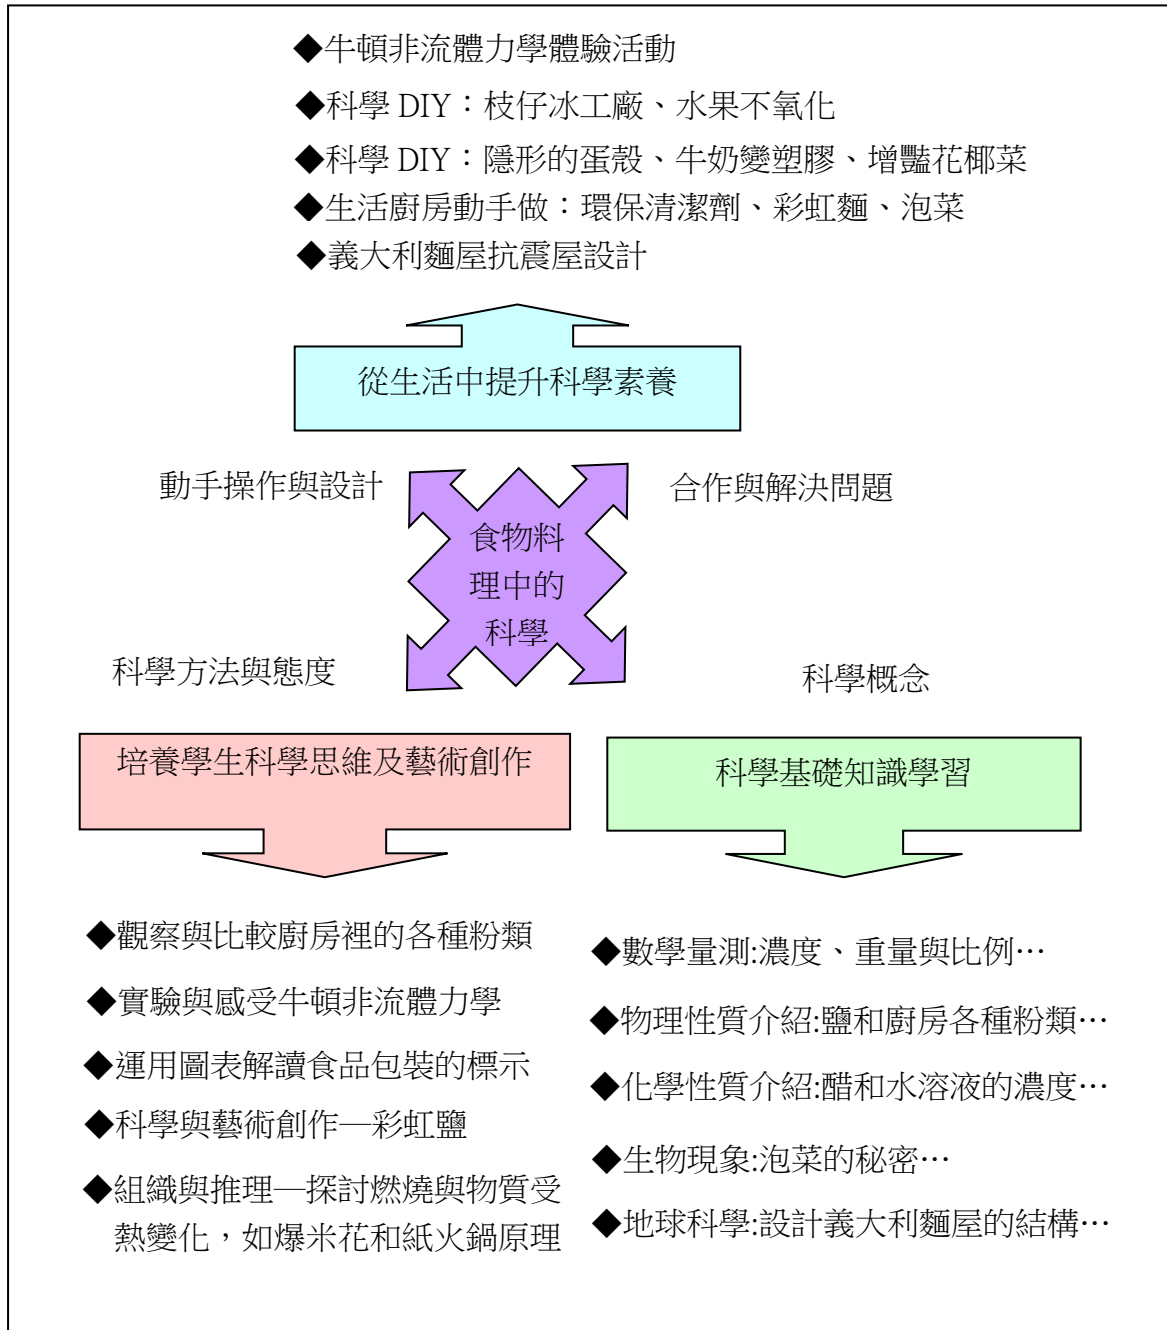 ◆牛頓非流體力學體驗活動
◆科學 DIY：枝仔冰工廠、水果不氧化
◆科學 DIY：隱形的蛋殼、牛奶變塑膠、增豔花椰菜
◆生活廚房動手做：環保清潔劑、彩虹麵、泡菜
◆義大利麵屋抗震屋設計
從生活中提升科學素養
動手操作與設計
合作與解決問題
食物料
理中的
科學
科學方法與態度
科學概念
培養學生科學思維及藝術創作
◆觀察與比較廚房裡的各種粉類
◆實驗與感受牛頓非流體力學
◆運用圖表解讀食品包裝的標示
◆科學與藝術創作─彩虹鹽
◆組織與推理─探討燃燒與物質受
熱變化，如爆米花和紙火鍋原理
科學基礎知識學習
◆數學量測:濃度、重量與比例…
◆物理性質介紹:鹽和廚房各種粉類…
◆化學性質介紹:醋和水溶液的濃度…
◆生物現象:泡菜的秘密…
◆地球科學:設計義大利麵屋的結構…